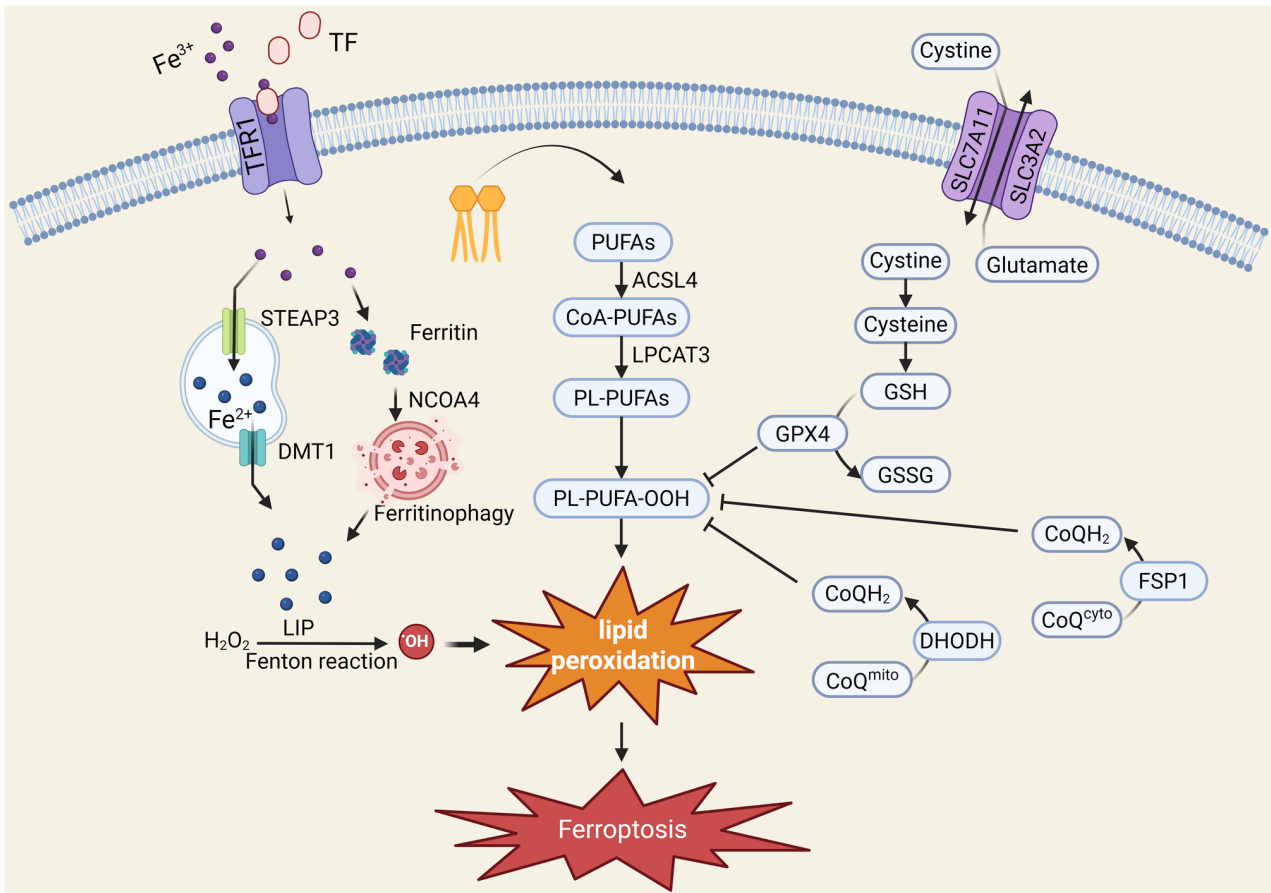 Fe³⁺
TF
TFR1
Cystine
SLC7A11
SLC3A2
Glutamate
STEAP3
Fe²⁺
DMT1
Ferritin
NCOA4
Ferritinophagy
LIP
H₂O₂
Fenton reaction
·OH
PUFAs
ACSL4
CoA-PUFAs
LPCAT3
PL-PUFAs
PL-PUFA-OOH
lipid
peroxidation
Ferroptosis
Cystine
Cysteine
GSH
GPX4
GSSG
CoQH₂
FSP1
CoQᶜʸᵗᵒ
CoQH₂
DHODH
CoQᵐⁱᵗᵒ